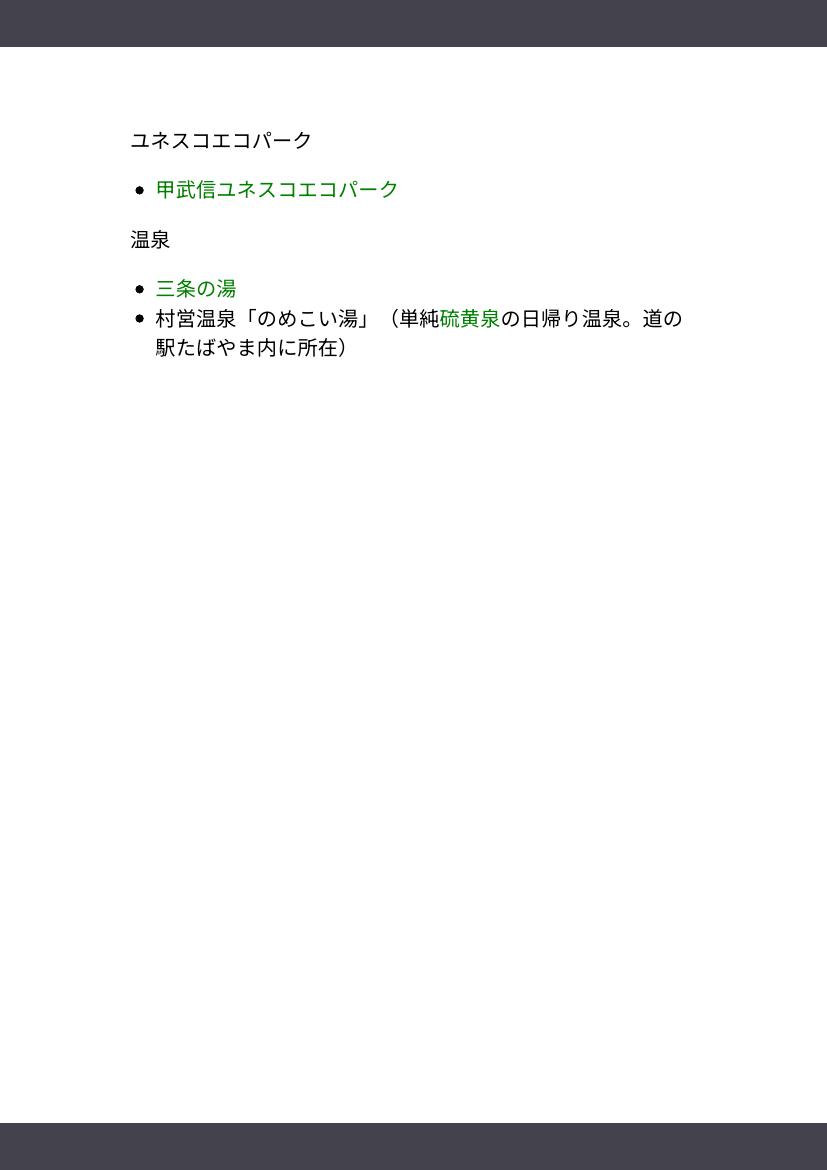 ユネスコエコパーク
甲武信ユネスコエコパーク
温泉
三条の湯
村営温泉「のめこい湯」（単純硫黄泉の日帰り温泉。道の
駅たばやま内に所在）